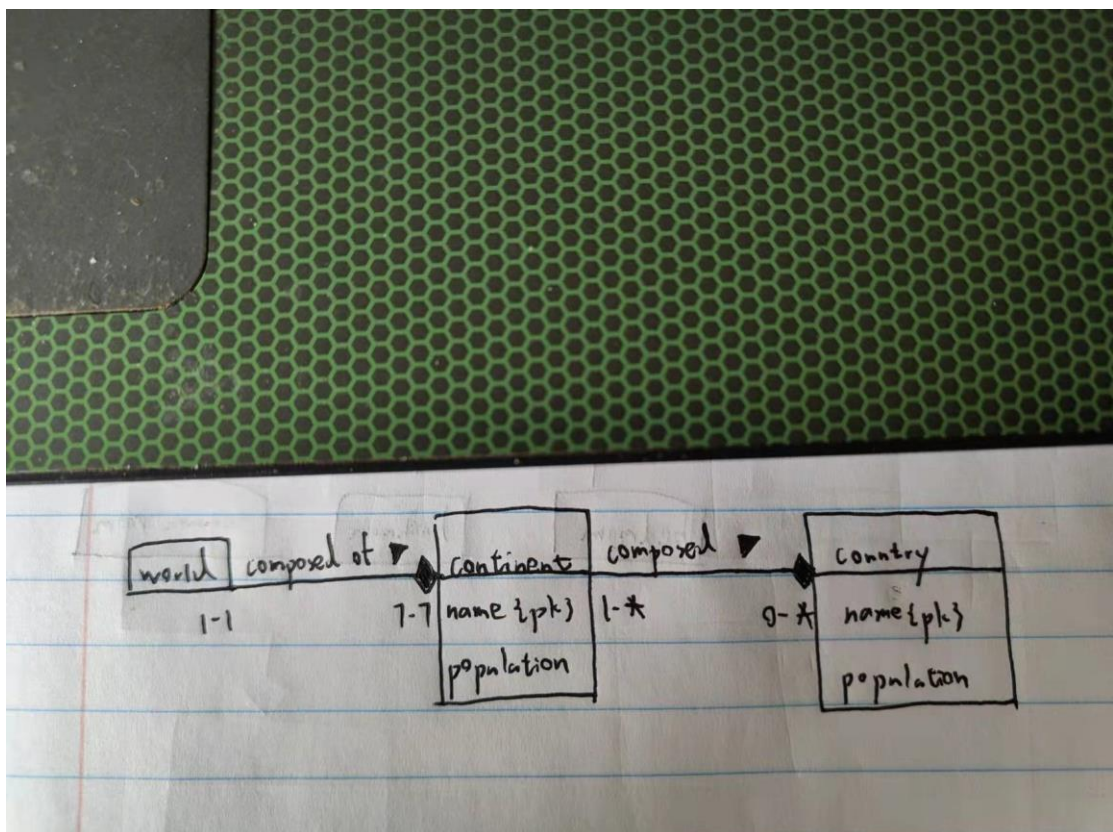 world
composed of
1-1
7-7
continent
name {pk}
population
composed
1-*
0-*
country
name {pk}
population